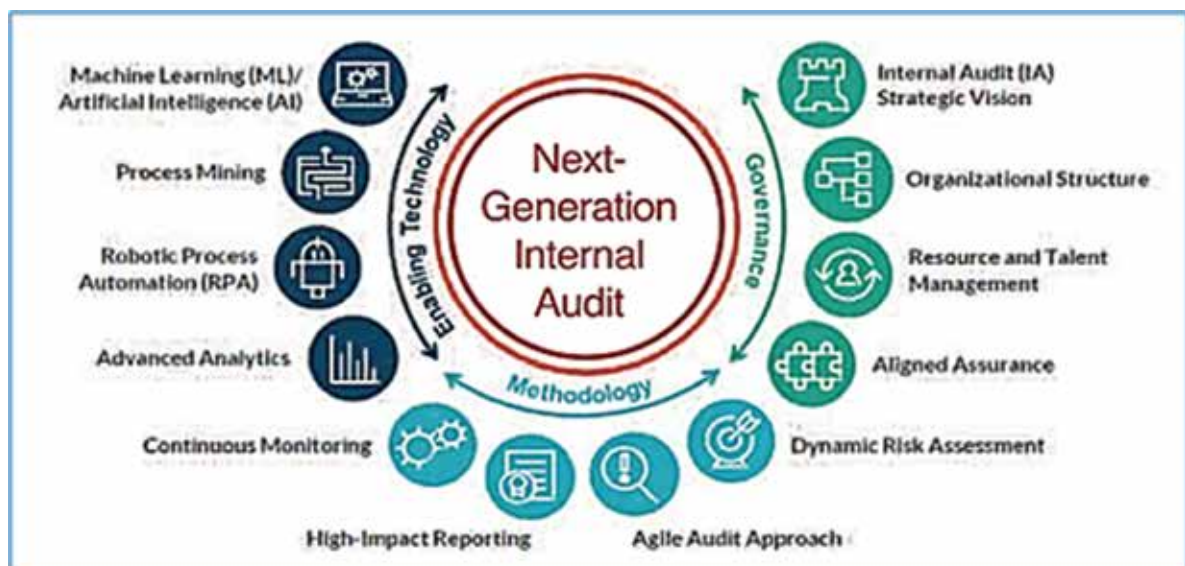 Machine Learning (ML)/
Artificial Intelligence (AI)
Process Mining
Robotic Process
Automation (RPA)
Advanced Analytics
Continuous Monitoring
High-Impact Reporting
Enabling Technology
Next-
Generation
Internal
Audit
Methodology
Governance
Internal Audit (IA)
Strategic Vision
Organizational Structure
Resource and Talent
Management
Aligned Assurance
Dynamic Risk Assessment
Agile Audit Approach